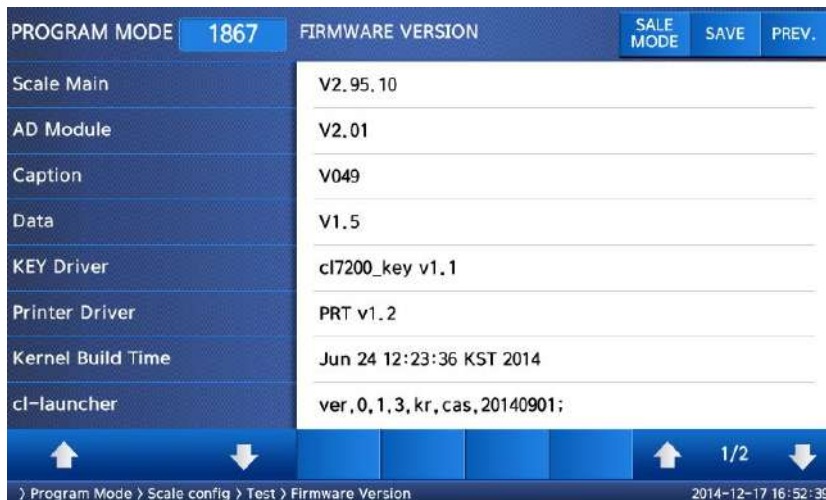 PROGRAM MODE 1867 FIRMWARE VERSION SALE MODE SAVE PREV.
Scale Main V2.95.10
AD Module V2.01
Caption V049
Data V1.5
KEY Driver cl7200_key v1.1
Printer Driver PRT v1.2
Kernel Build Time Jun 24 12:23:36 KST 2014
cl-launcher ver,0,1,3,kr,cas,20140901;
1/2
> Program Mode > Scale config > Test > Firmware Version 2014-12-17 16:52:39